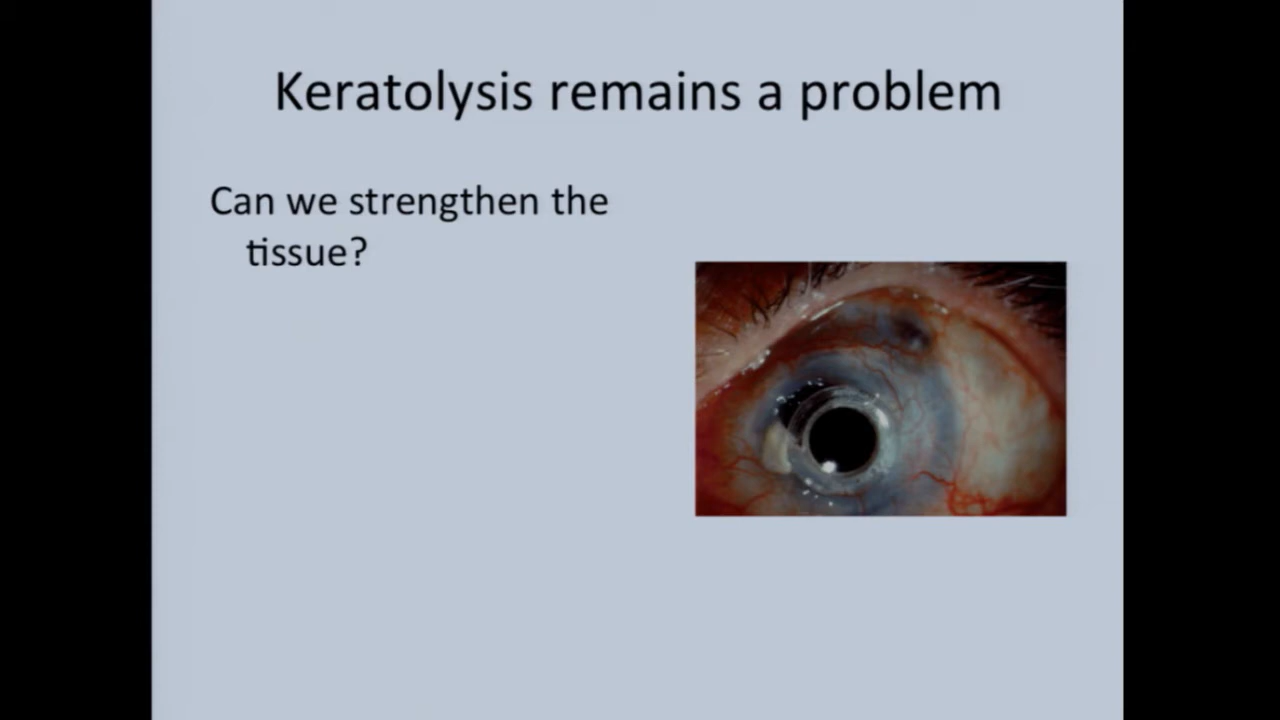 Keratolysis remains a problem
Can we strengthen the
tissue?